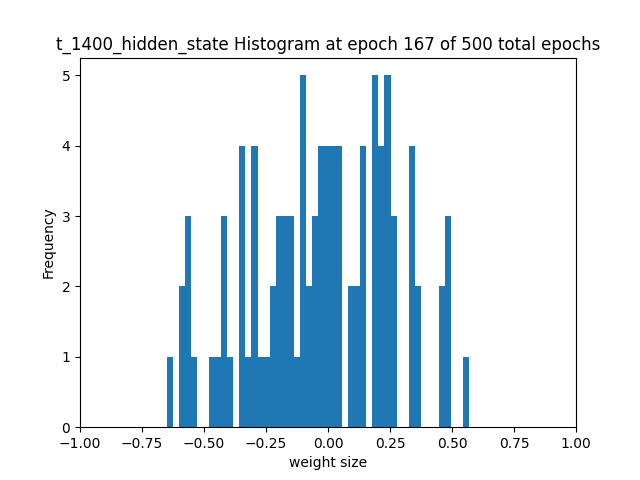 t_1400_hidden_state Histogram at epoch 167 of 500 total epochs
5
4
3
2
1
0
Frequency
−1.00 −0.75 −0.50 −0.25 0.00 0.25 0.50 0.75 1.00
weight size